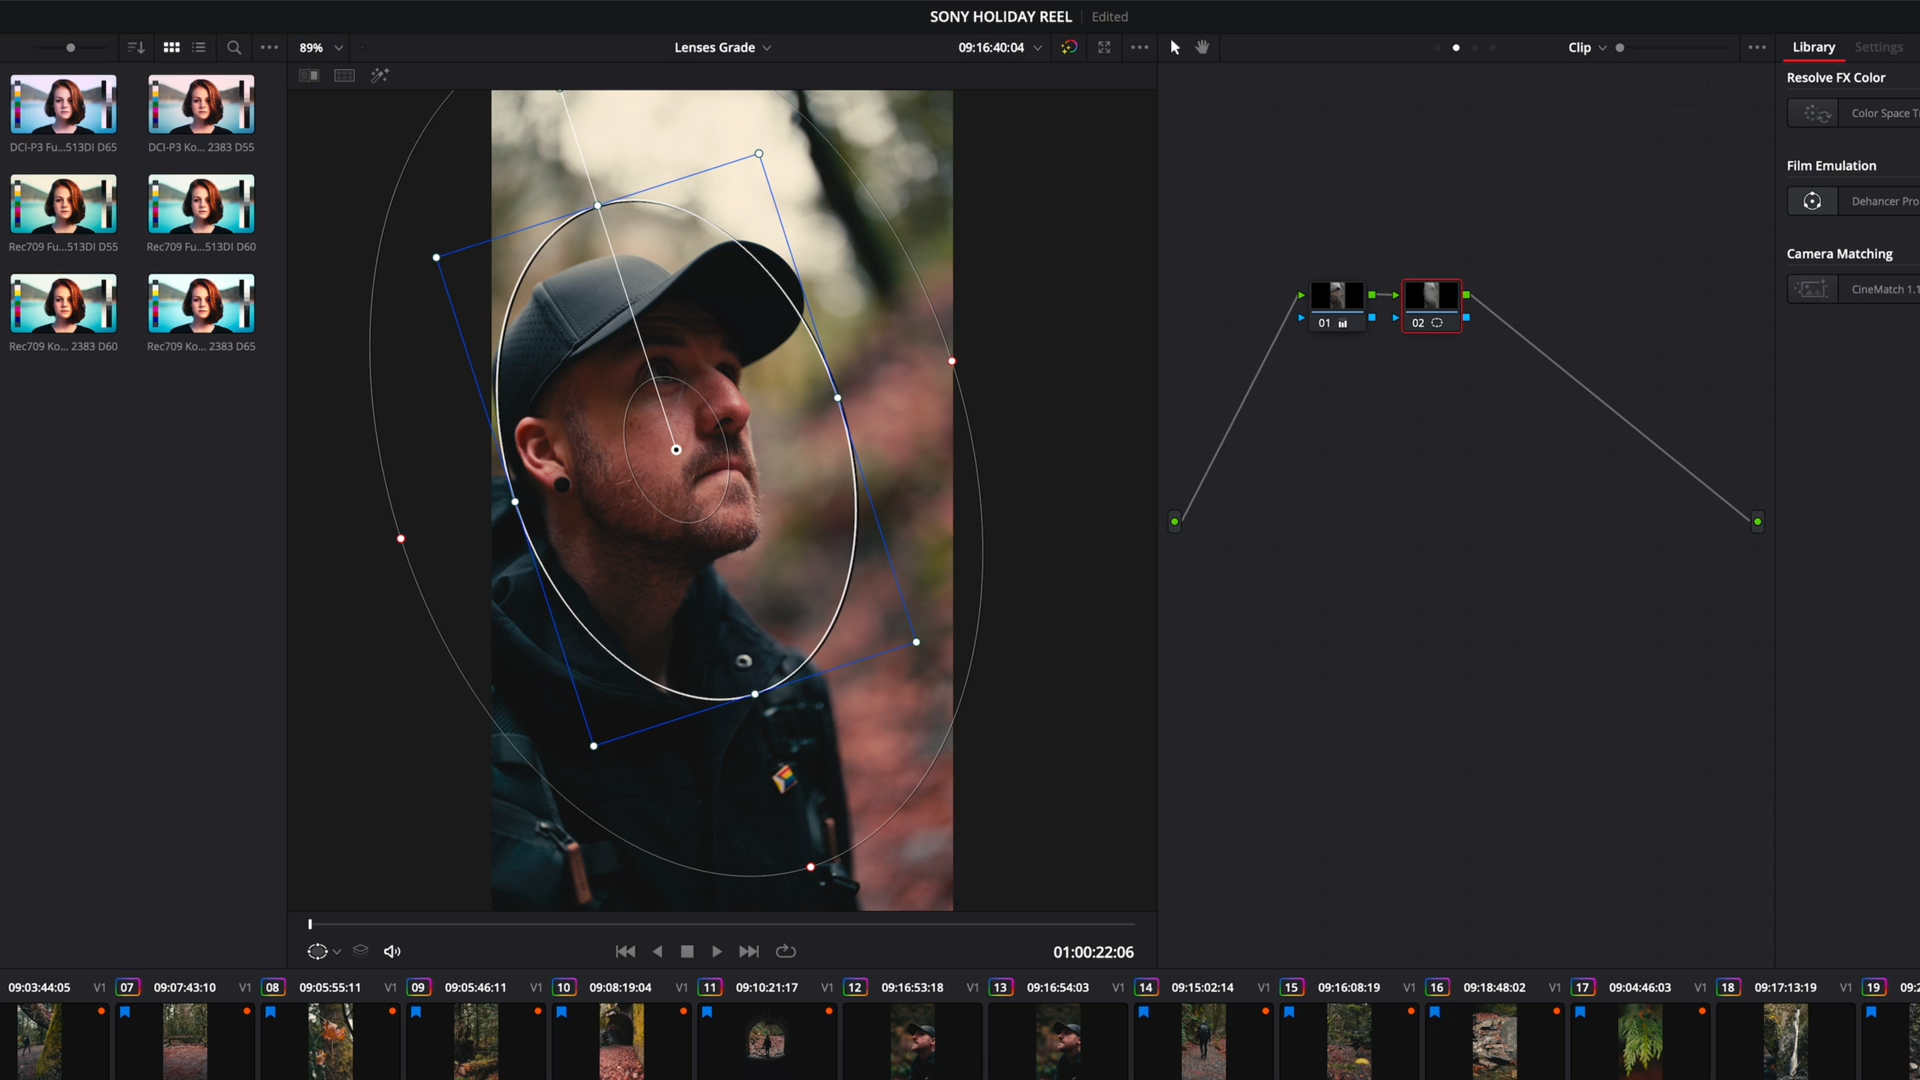 SONY HOLIDAY REEL Edited
89% Lenses Grade 09:16:40:04 Clip Library Settings
DCI-P3 Fu...513DI D65 DCI-P3 Ko... 2383 D55
Rec709 Fu...513DI D55 Rec709 Fu...513DI D60
Rec709 Ko... 2383 D60 Rec709 Ko... 2383 D65
Resolve FX Color
Color Space T
Film Emulation
Dehancer Pro
Camera Matching
CineMatch 1.1
01 02
01:00:22:06
09:03:44:05 V1 07 09:07:43:10 V1 08 09:05:55:11 V1 09 09:05:46:11 V1 10 09:08:19:04 V1 11 09:10:21:17 V1 12 09:16:53:18 V1 13 09:16:54:03 V1 14 09:15:02:14 V1 15 09:16:08:19 V1 16 09:18:48:02 V1 17 09:04:46:03 V1 18 09:17:13:19 V1 19